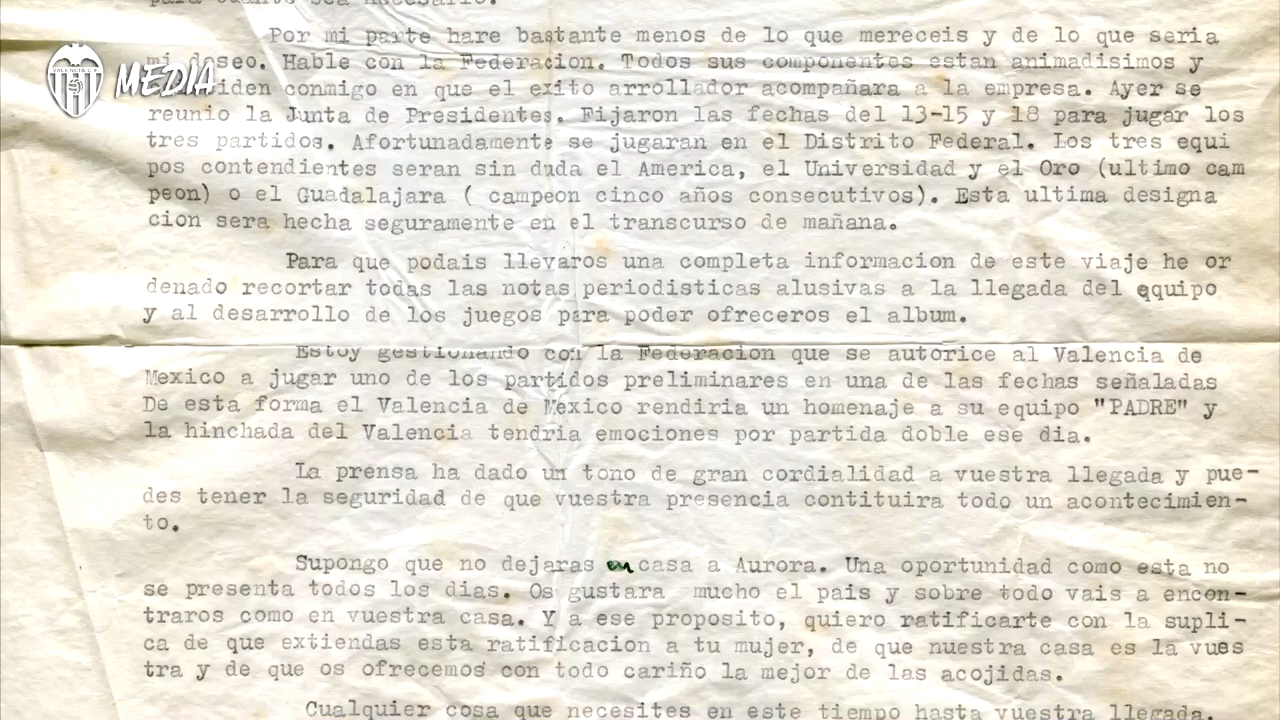 para cuanto sea necesario.
Por mi parte hare bastante menos de lo que mereceis y de lo que seria
mi deseo. Hable con la Federacion. Todos sus componentes estan animadisimos y
iden conmigo en que el exito arrollador acompañara a la empresa. Ayer se
reunio la Junta de Presidentes. Fijaron las fechas del 13-15 y 18 para jugar los
tres partidos. Afortunadamente se jugaran en el Distrito Federal. Los tres equi
pos contendientes seran sin duda el America, el Universidad y el Oro (ultimo cam
peon) o el Guadalajara ( campeon cinco años consecutivos). Esta ultima designa
cion sera hecha seguramente en el transcurso de mañana.
Para que podais llevaros una completa informacion de este viaje he or
denado recortar todas las notas periodisticas alusivas a la llegada del equipo
y al desarrollo de los juegos para poder ofreceros el album.
Estoy gestionando con la Federacion que se autorice al Valencia de
Mexico a jugar uno de los partidos preliminares en una de las fechas señaladas
De esta forma el Valencia de Mexico rendiria un homenaje a su equipo "PADRE" y
la hinchada del Valencia tendria emociones por partida doble ese dia.
La prensa ha dado un tono de gran cordialidad a vuestra llegada y pue-
des tener la seguridad de que vuestra presencia contituira todo un acontecimien-
to.
Supongo que no dejaras en casa a Aurora. Una oportunidad como esta no
se presenta todos los dias. Os gustara mucho el pais y sobre todo vais a encon-
traros como en vuestra casa. Y a ese proposito, quiero ratificarte con la supli-
ca de que extiendas esta ratificacion a tu mujer, de que nuestra casa es la vues
tra y de que os ofrecemos con todo cariño la mejor de las acojidas.
Cualquier cosa que necesites en este tiempo hasta vuestra llegada,
VALENCIA C.F.
MEDIA